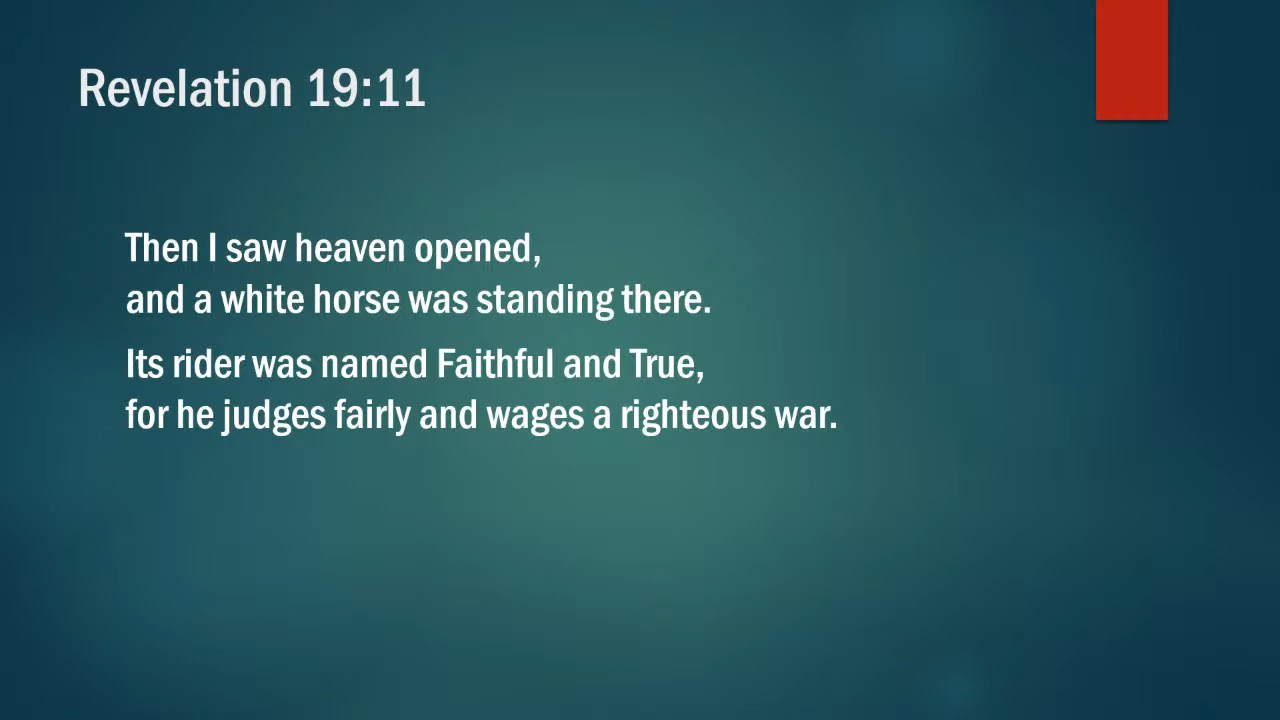 Revelation 19:11
Then I saw heaven opened,
and a white horse was standing there.
Its rider was named Faithful and True,
for he judges fairly and wages a righteous war.